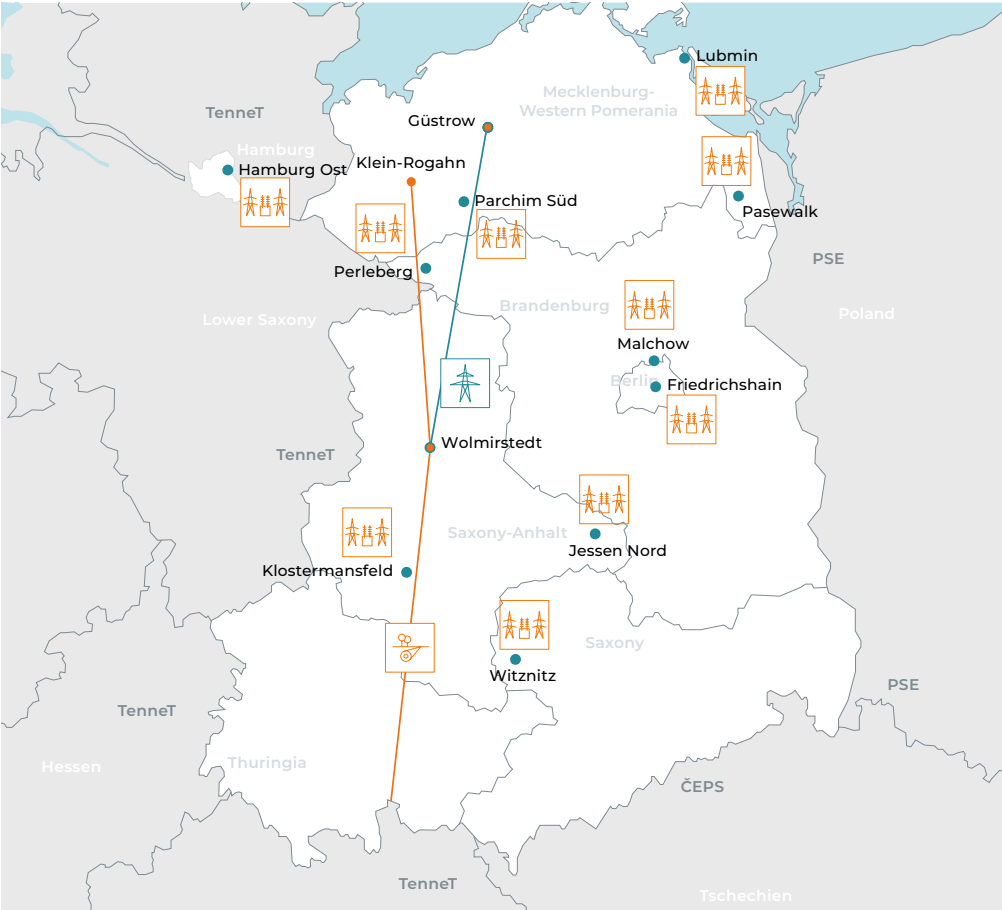 Lubmin
Mecklenburg-
Western Pomerania
TenneT
Güstrow
Hamburg
Klein-Rogahn
Hamburg Ost
Parchim Süd
Pasewalk
PSE
Perleberg
Brandenburg
Poland
Lower Saxony
Malchow
Berlin
Friedrichshain
Wolmirstedt
TenneT
Saxony-Anhalt
Jessen Nord
Klostermansfeld
Saxony
Witznitz
PSE
TenneT
Thuringia
Hessen
ČEPS
TenneT
Tschechien